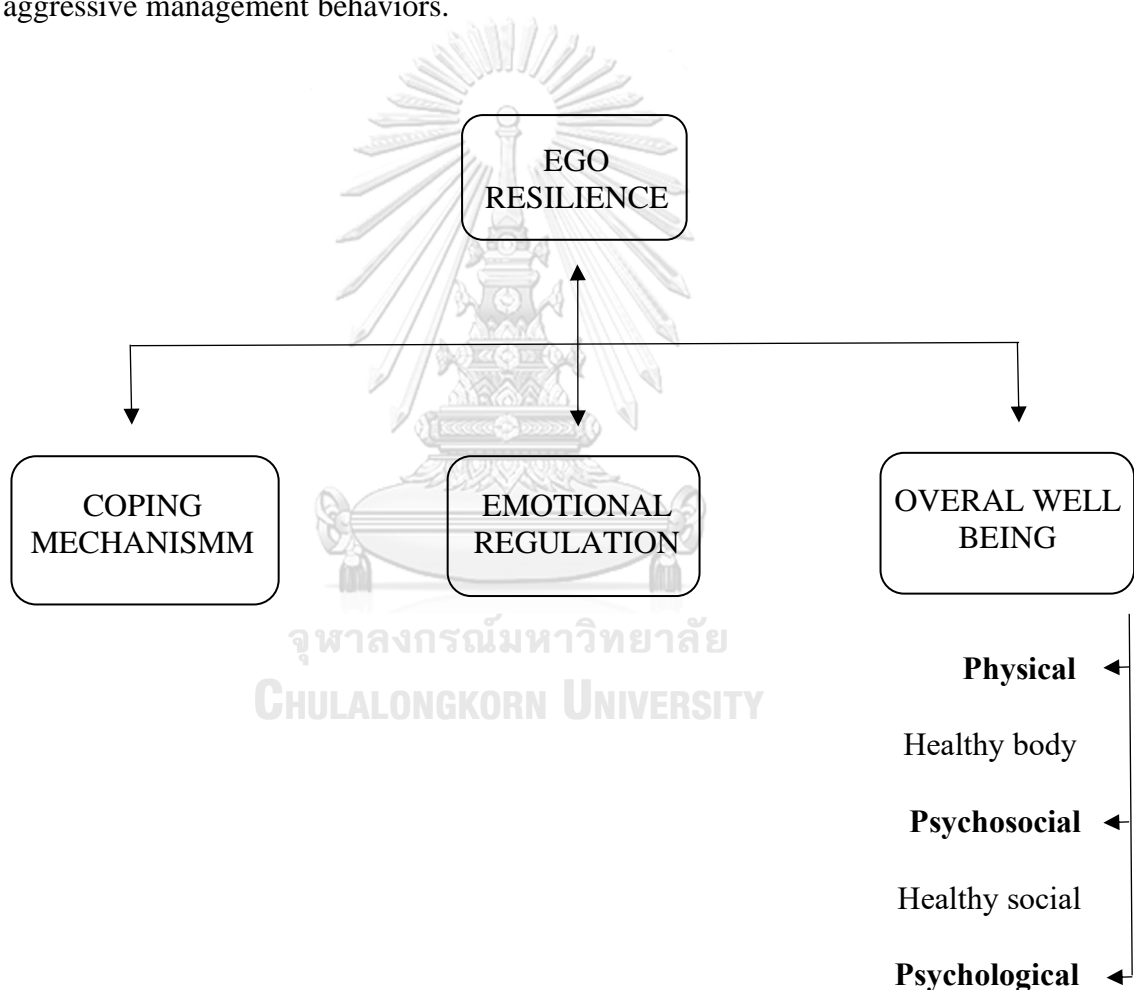 aggressive management behaviors.
EGO
RESILIENCE
COPING
MECHANISMM
EMOTIONAL
REGULATION
OVERAL WELL
BEING
จุฬาลงกรณ์มหาวิทยาลัย
CHULALONGKORN UNIVERSITY
Physical
Healthy body
Psychosocial
Healthy social
Psychological